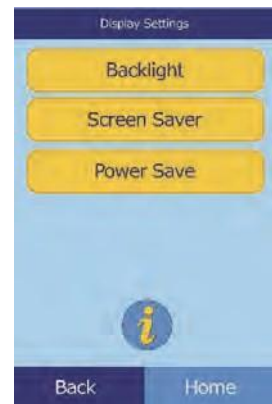 Display Settings
Backlight
Screen Saver
Power Save
i
Back Home